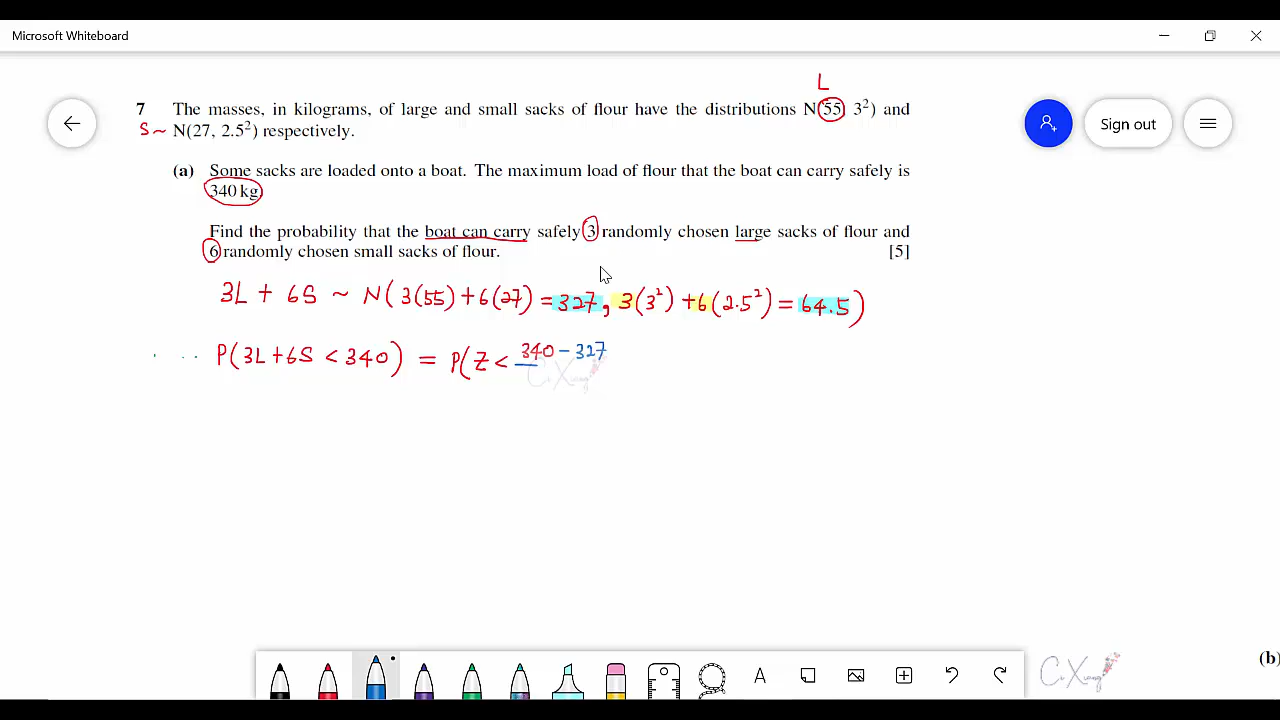 Microsoft Whiteboard
L
7 The masses, in kilograms, of large and small sacks of flour have the distributions N(55, 3²) and
S ~ N(27, 2.5²) respectively.
Sign out
(a) Some sacks are loaded onto a boat. The maximum load of flour that the boat can carry safely is
340 kg.
Find the probability that the boat can carry safely 3 randomly chosen large sacks of flour and
6 randomly chosen small sacks of flour. [5]
3L + 6S ~ N(3(55)+6(27) = 327, 3(3²) + 6(2.5²) = 64.5)
P(3L+6S < 340) = P(Z < 340 - 327
A
(b)